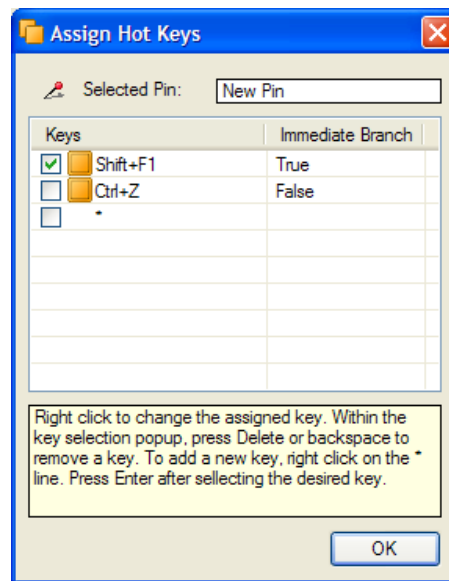 Assign Hot Keys
Selected Pin: New Pin
Keys Immediate Branch
Shift+F1 True
Ctrl+Z False
*
Right click to change the assigned key. Within the
key selection popup, press Delete or backspace to
remove a key. To add a new key, right click on the *
line. Press Enter after sellecting the desired key.
OK